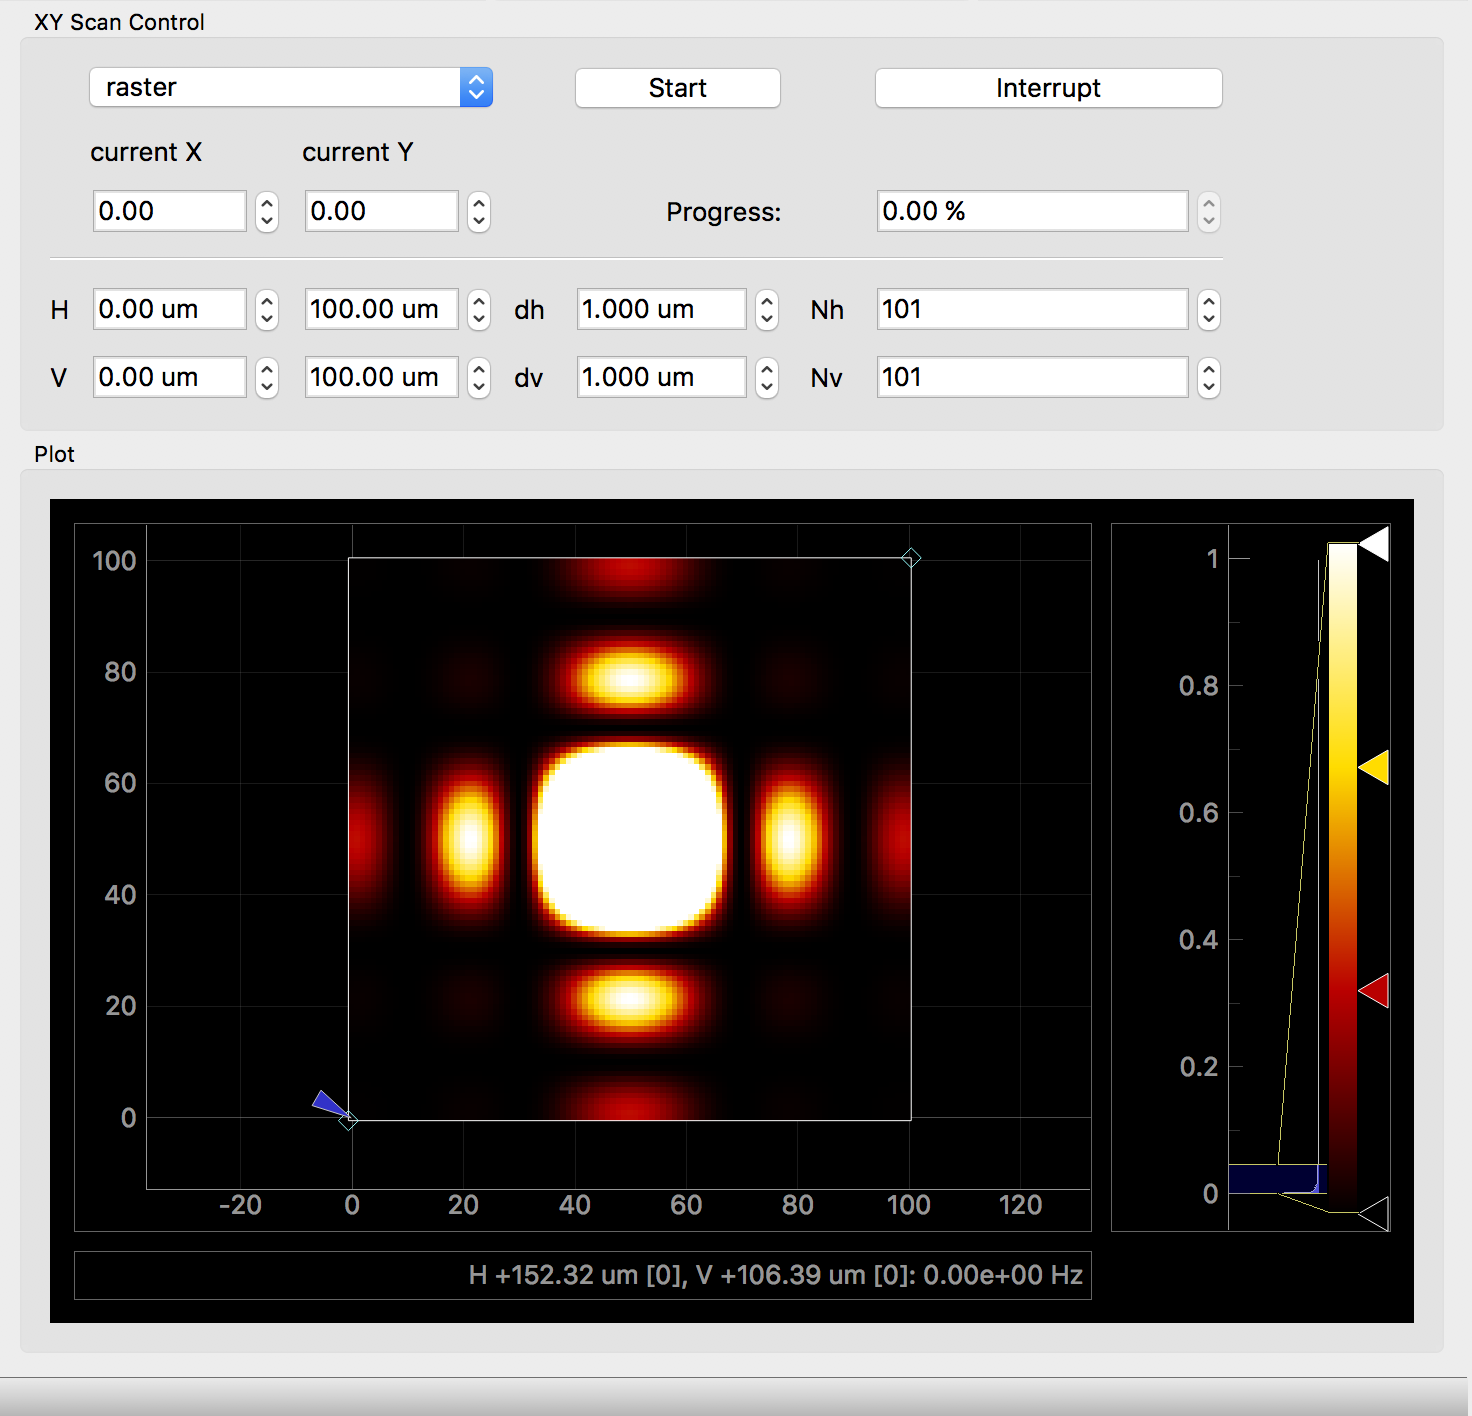 XY Scan Control
raster Start Interrupt
current X current Y
0.00 0.00 Progress: 0.00 %
H 0.00 um 100.00 um dh 1.000 um Nh 101
V 0.00 um 100.00 um dv 1.000 um Nv 101
Plot
100
80
60
40
20
0
-20 0 20 40 60 80 100 120
1
0.8
0.6
0.4
0.2
0
H +152.32 um [0], V +106.39 um [0]: 0.00e+00 Hz